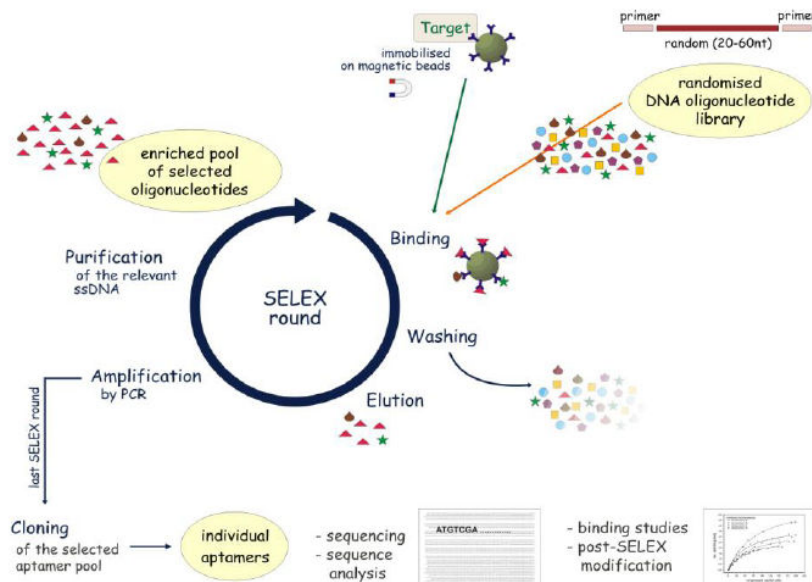 primer
primer
random (20-60nt)
Target
immobilised
on magnetic beads
randomised
DNA oligonucleotide
library
enriched pool
of selected
oligonucleotides
Binding
Purification
of the relevant
ssDNA
SELEX
round
Washing
Amplification
by PCR
Elution
last SELEX round
Cloning
of the selected
aptamer pool
individual
aptamers
- sequencing
- sequence
analysis
ATGTCGA..............
- binding studies
- post-SELEX
modification